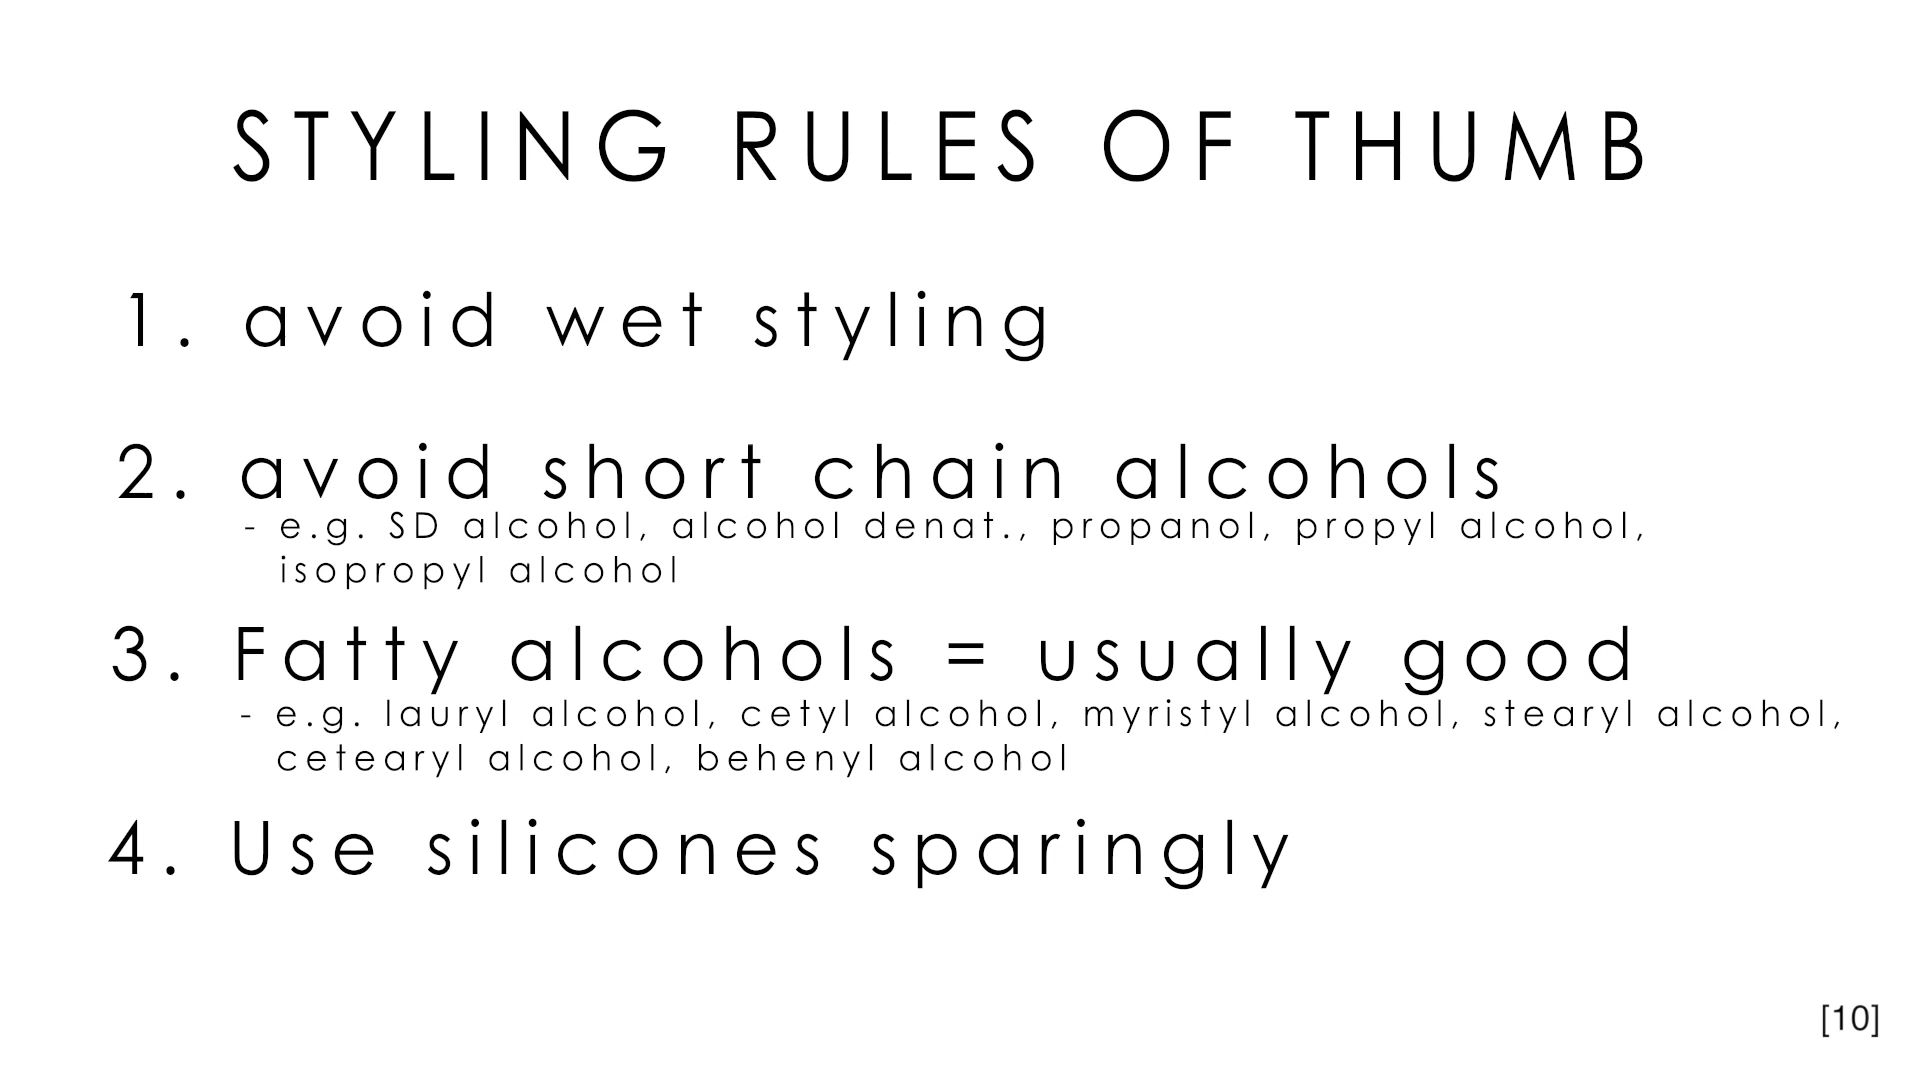 STYLING RULES OF THUMB
1. avoid wet styling
2. avoid short chain alcohols
- e.g. SD alcohol, alcohol denat., propanol, propyl alcohol,
isopropyl alcohol
3. Fatty alcohols = usually good
- e.g. lauryl alcohol, cetyl alcohol, myristyl alcohol, stearyl alcohol,
cetearyl alcohol, behenyl alcohol
4. Use silicones sparingly
[10]